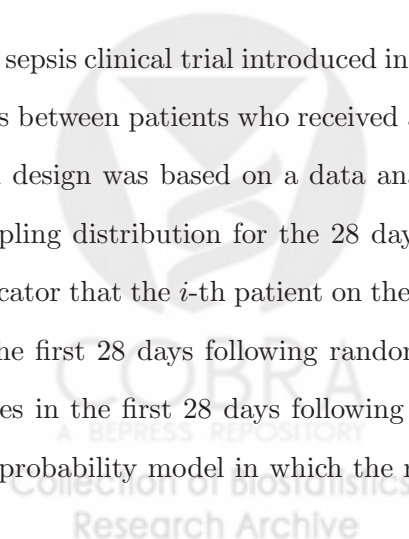 sepsis clinical trial introduced in
s between patients who received
design was based on a data ana
pling distribution for the 28 day
cator that the i-th patient on the
he first 28 days following random
COBRA
es in the first 28 days following
A BEPRESS REPOSITORY
probability model in which the
Collection of Biostatistics
Research Archive